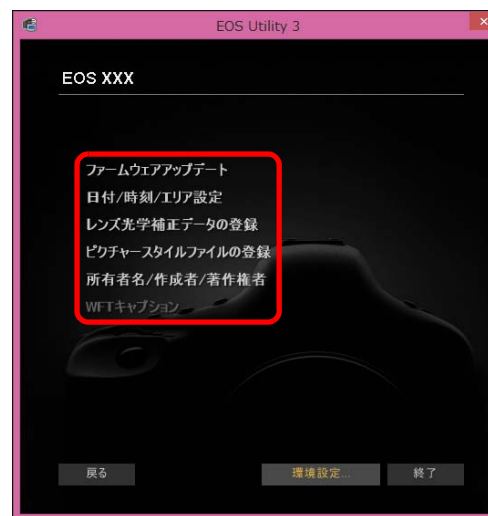 EOS Utility 3
EOS XXX
ファームウェアアップデート
日付/時刻/エリア設定
レンズ光学補正データの登録
ピクチャースタイルファイルの登録
所有者名/作成者/著作権者
WFTキャプション
戻る 環境設定... 終了